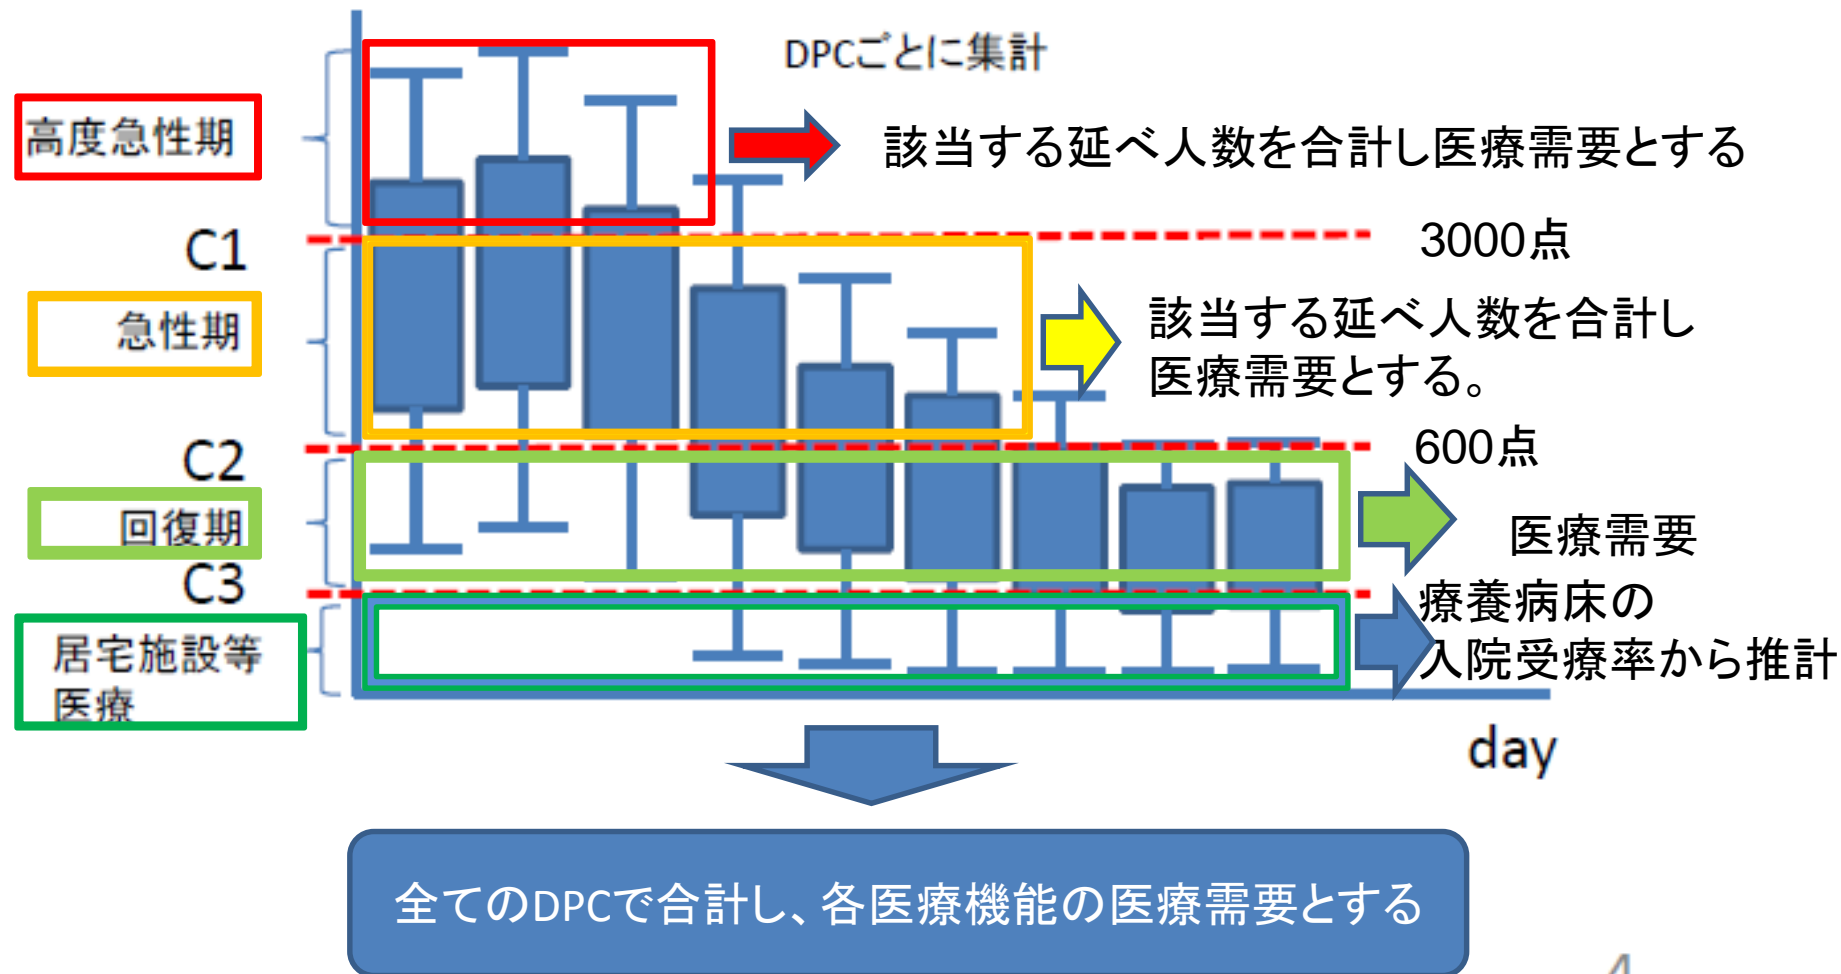 DPCごとに集計
高度急性期
該当する延べ人数を合計し医療需要とする
C1
3000点
急性期
該当する延べ人数を合計し
医療需要とする。
C2
600点
回復期
医療需要
C3
療養病床の
入院受療率から推計
居宅施設等
医療
day
全てのDPCで合計し、各医療機能の医療需要とする
4